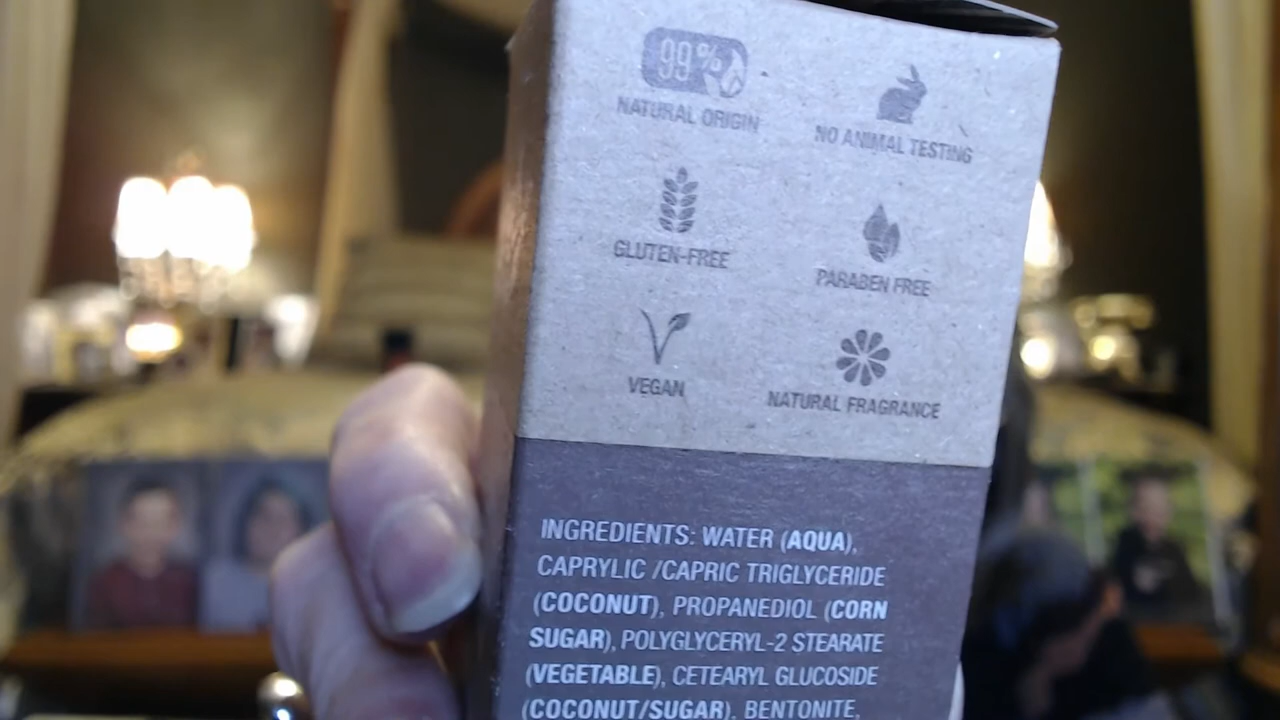 99%
NATURAL ORIGIN
NO ANIMAL TESTING
GLUTEN-FREE
PARABEN FREE
VEGAN
NATURAL FRAGRANCE
INGREDIENTS: WATER (AQUA),
CAPRYLIC /CAPRIC TRIGLYCERIDE
(COCONUT), PROPANEDIOL (CORN
SUGAR), POLYGLYCERYL-2 STEARATE
(VEGETABLE), CETEARYL GLUCOSIDE
(COCONUT/SUGAR), BENTONITE,